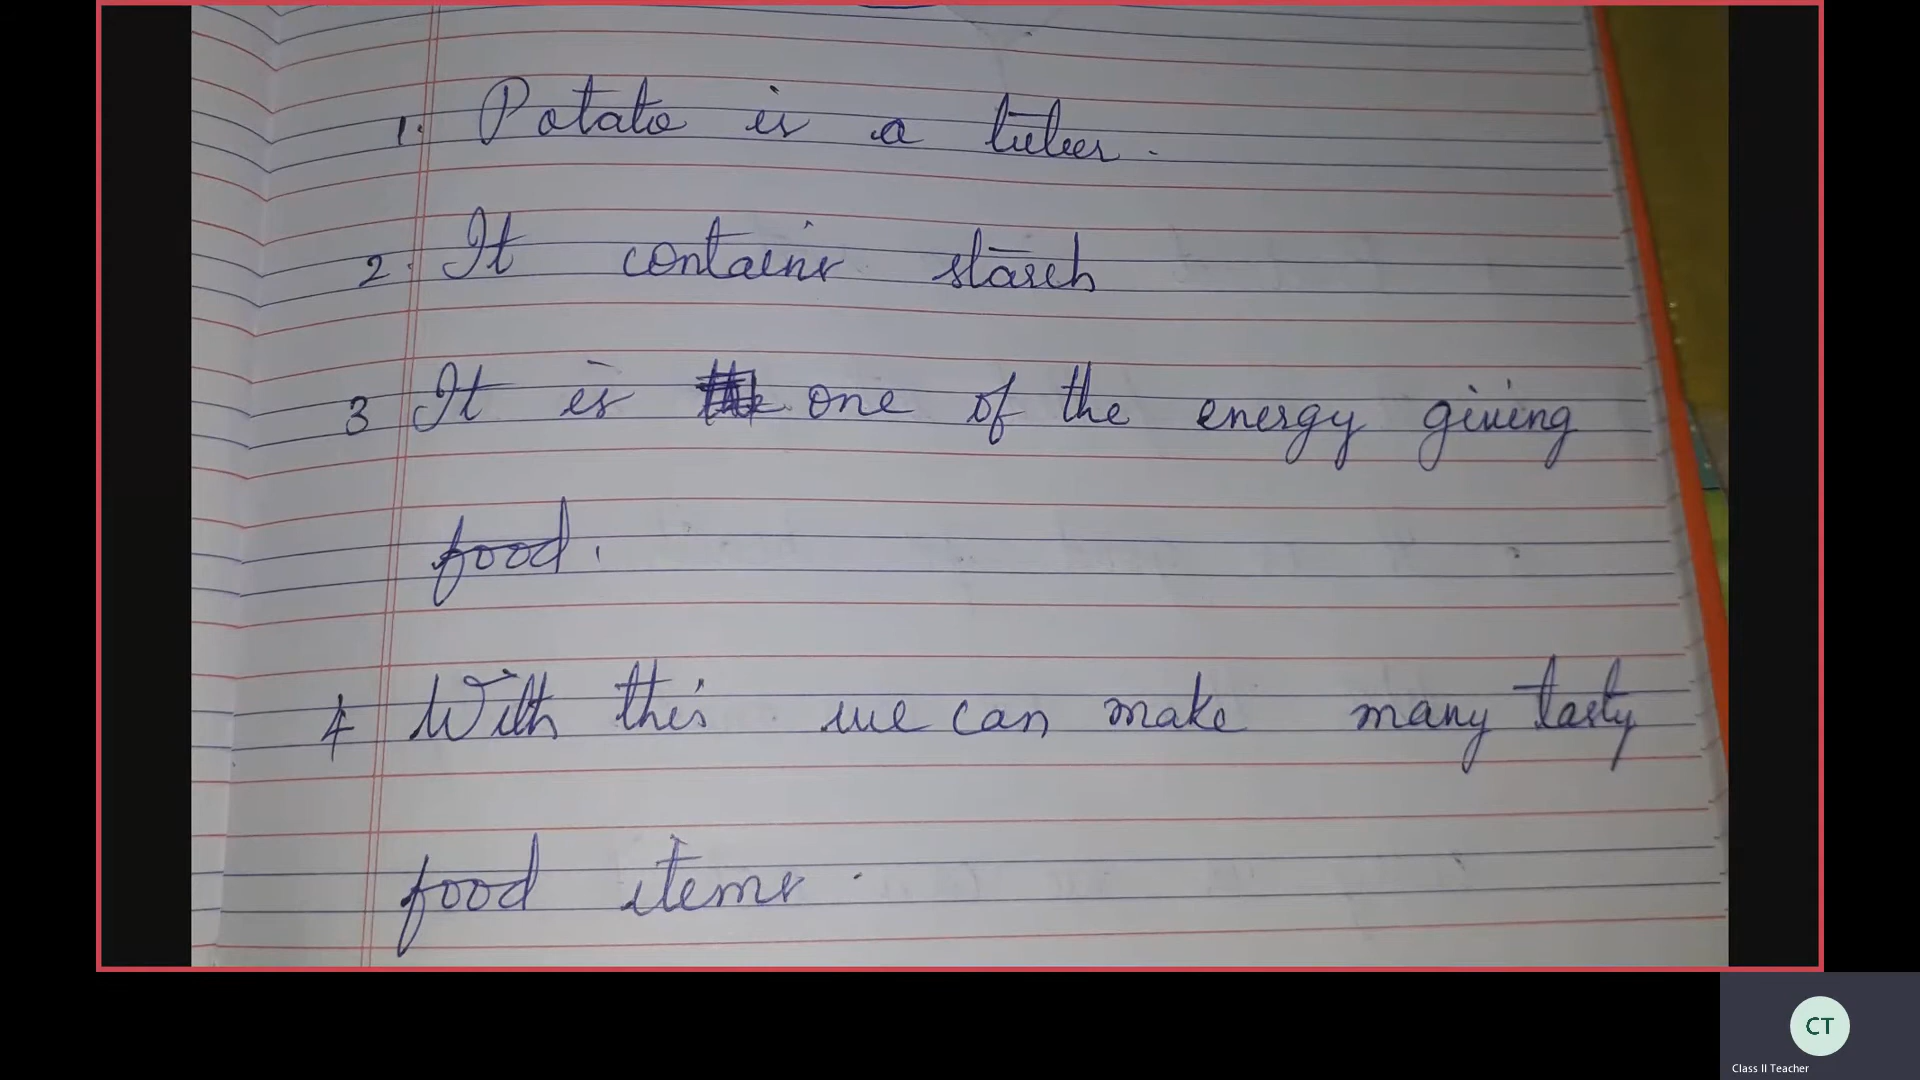 1. Potato is a tuber.
2. It contains starch
3 It is one of the energy giving
food.
4 With this we can make many tasty
food items.
CT
Class II Teacher